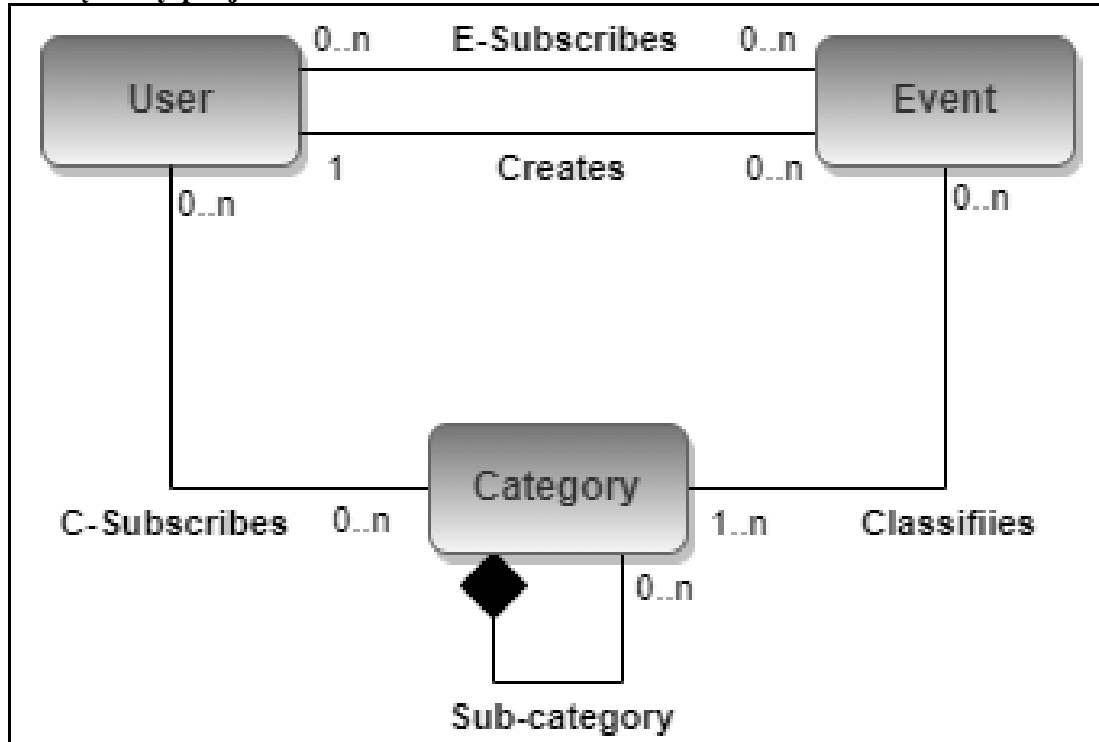 0..n E-Subscribes 0..n
User Event
1 Creates 0..n
0..n 0..n
Category
C-Subscribes 0..n 1..n Classifiies
0..n
Sub-category